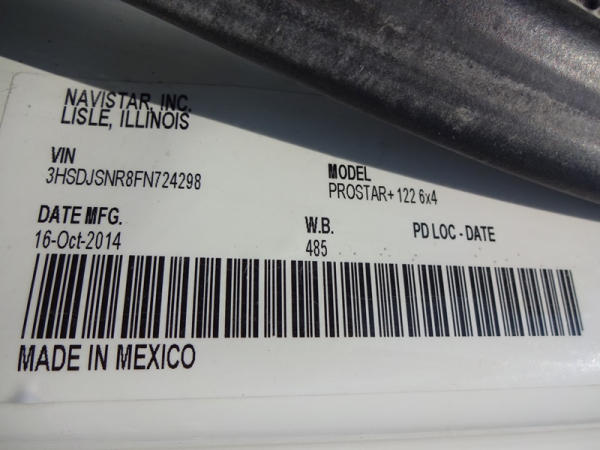 NAVISTAR, INC.
LISLE, ILLINOIS
VIN
3HSDJSNR8FN724298
MODEL
PROSTAR+ 122 6x4
DATE MFG.
16-Oct-2014
W.B.
485
PD LOC - DATE
MADE IN MEXICO